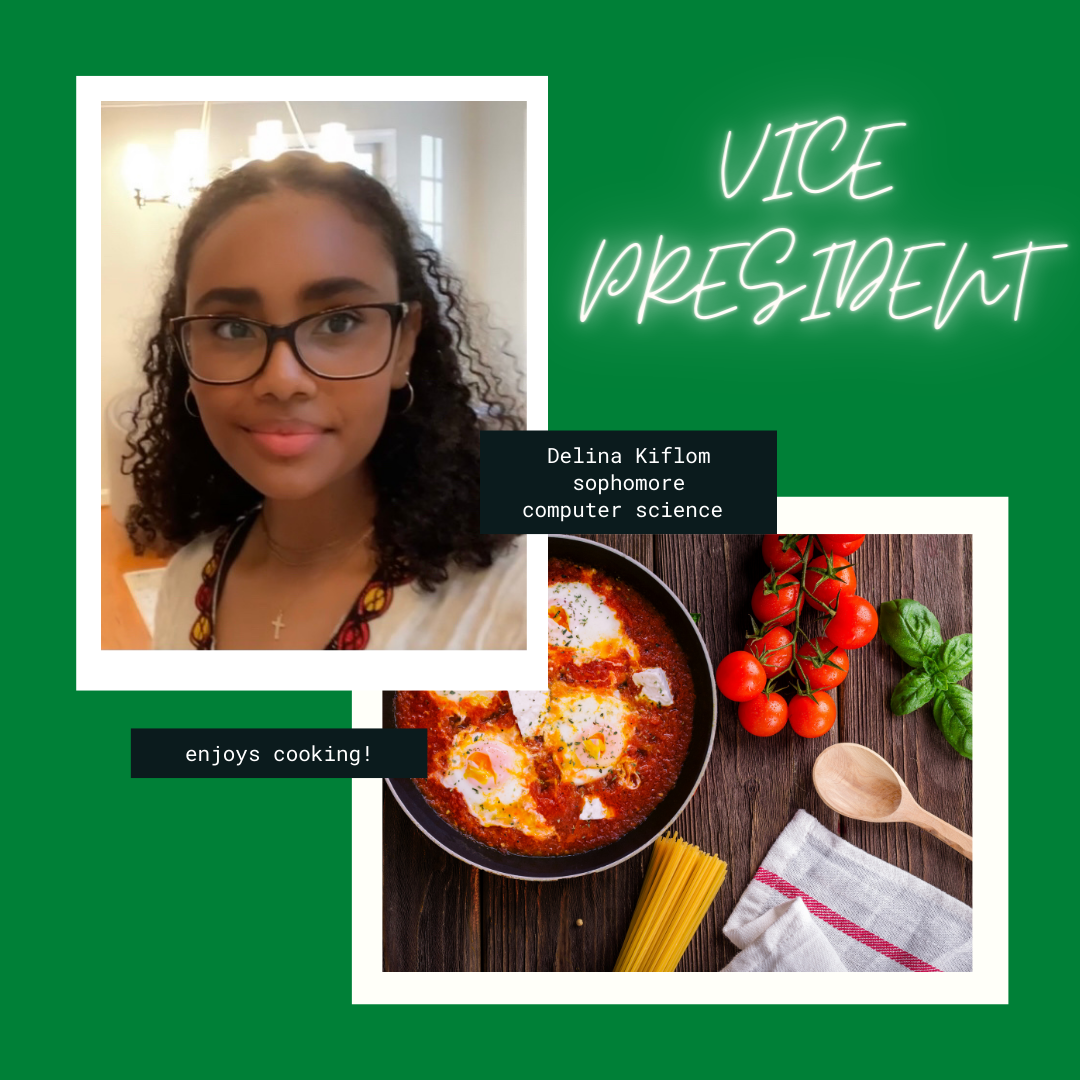 VICE
PRESIDENT
Delina Kiflom
sophomore
computer science
enjoys cooking!